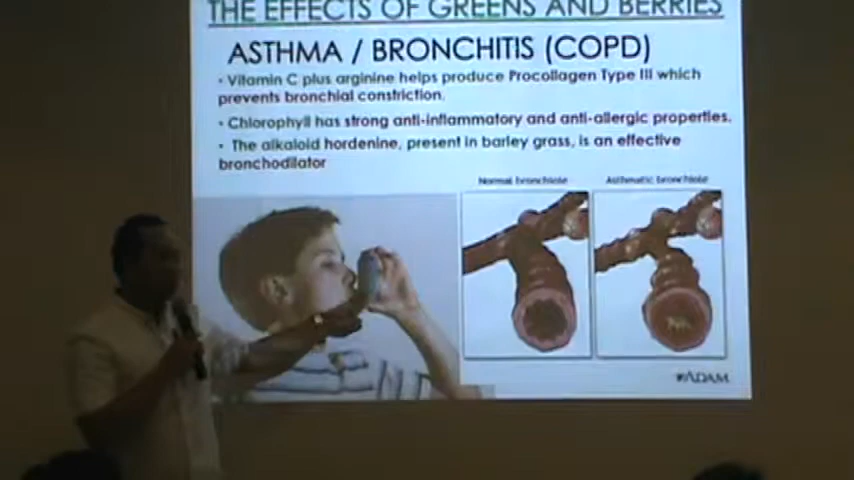 THE EFFECTS OF GREENS AND BERRIES
ASTHMA / BRONCHITIS (COPD)
• Vitamin C plus arginine helps produce Procollagen Type III which
prevents bronchial constriction.
• Chlorophyll has strong anti-inflammatory and anti-allergic properties.
• The alkaloid hordenine, present in barley grass, is an effective
bronchodilator
Normal bronchiole
Asthmatic bronchiole
ADAM